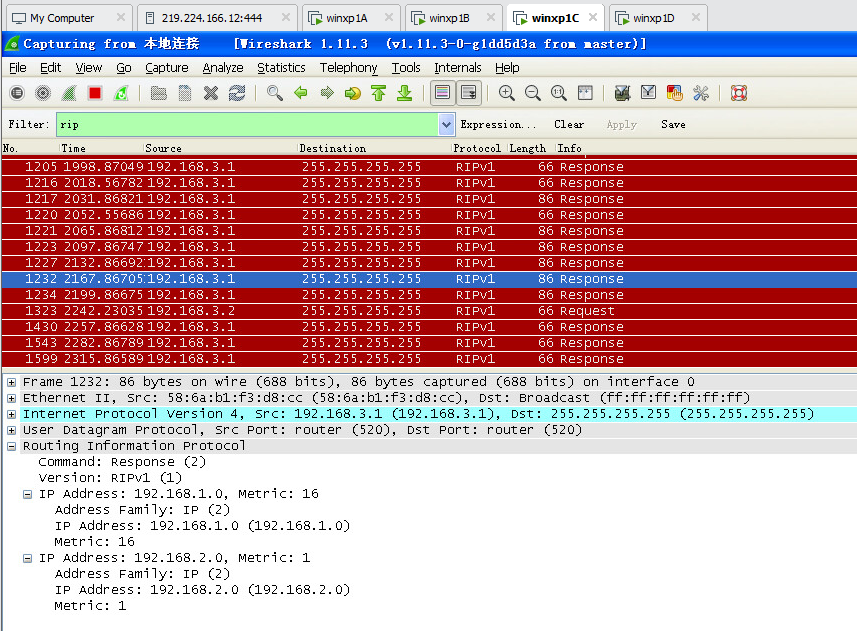 My Computer 219.224.166.12:444 winxp1A winxp1B winxp1C winxp1D
Capturing from 本地连接 [Wireshark 1.11.3 (v1.11.3-0-g1dd5d3a from master)]
File Edit View Go Capture Analyze Statistics Telephony Tools Internals Help
Filter: rip Expression... Clear Apply Save
No. Time Source Destination Protocol Length Info
1205 1998.87049 192.168.3.1 255.255.255.255 RIPv1 66 Response
1216 2018.56782 192.168.3.1 255.255.255.255 RIPv1 66 Response
1217 2031.86821 192.168.3.1 255.255.255.255 RIPv1 86 Response
1220 2052.55686 192.168.3.1 255.255.255.255 RIPv1 66 Response
1221 2065.86812 192.168.3.1 255.255.255.255 RIPv1 86 Response
1223 2097.86747 192.168.3.1 255.255.255.255 RIPv1 86 Response
1227 2132.86692 192.168.3.1 255.255.255.255 RIPv1 86 Response
1232 2167.86705 192.168.3.1 255.255.255.255 RIPv1 86 Response
1234 2199.86675 192.168.3.1 255.255.255.255 RIPv1 86 Response
1323 2242.23035 192.168.3.2 255.255.255.255 RIPv1 66 Request
1430 2257.86628 192.168.3.1 255.255.255.255 RIPv1 66 Response
1543 2282.86789 192.168.3.1 255.255.255.255 RIPv1 66 Response
1599 2315.86589 192.168.3.1 255.255.255.255 RIPv1 66 Response
Frame 1232: 86 bytes on wire (688 bits), 86 bytes captured (688 bits) on interface 0
Ethernet II, Src: 58:6a:b1:f3:d8:cc (58:6a:b1:f3:d8:cc), Dst: Broadcast (ff:ff:ff:ff:ff:ff)
Internet Protocol Version 4, Src: 192.168.3.1 (192.168.3.1), Dst: 255.255.255.255 (255.255.255.255)
User Datagram Protocol, Src Port: router (520), Dst Port: router (520)
Routing Information Protocol
Command: Response (2)
Version: RIPv1 (1)
IP Address: 192.168.1.0, Metric: 16
Address Family: IP (2)
IP Address: 192.168.1.0 (192.168.1.0)
Metric: 16
IP Address: 192.168.2.0, Metric: 1
Address Family: IP (2)
IP Address: 192.168.2.0 (192.168.2.0)
Metric: 1